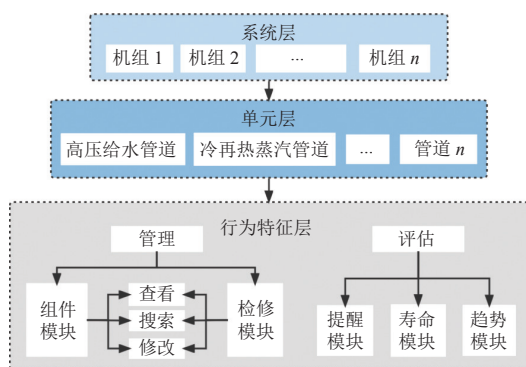 系统层
机组 1 机组 2 … 机组 n
单元层
高压给水管道 冷再热蒸汽管道 … 管道 n
行为特征层
管理 评估
组件
模块
查看
搜索
修改
检修
模块
提醒
模块
寿命
模块
趋势
模块